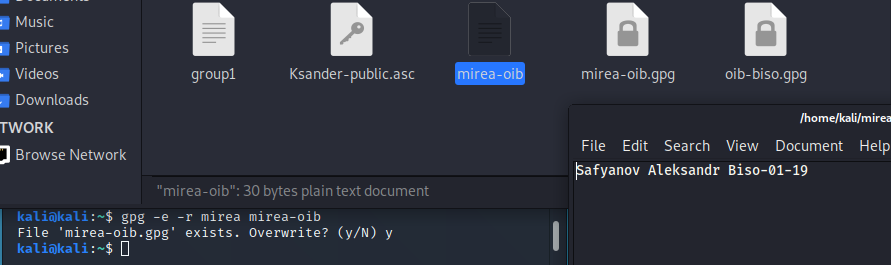 Documents
Music
Pictures
Videos
Downloads
TWORK
Browse Network
group1
Ksander-public.asc
mirea-oib
mirea-oib.gpg
oib-biso.gpg
"mirea-oib": 30 bytes plain text document
/home/kali/mirea
File Edit Search View Document Help
Safyanov Aleksandr Biso-01-19
kali@kali:~$ gpg -e -r mirea mirea-oib
File 'mirea-oib.gpg' exists. Overwrite? (y/N) y
kali@kali:~$